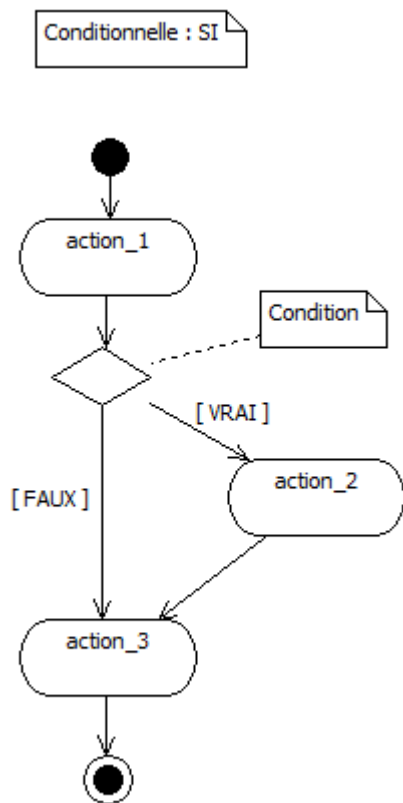 Conditionnelle : SI
action_1
Condition
[ VRAI ]
action_2
[ FAUX ]
action_3